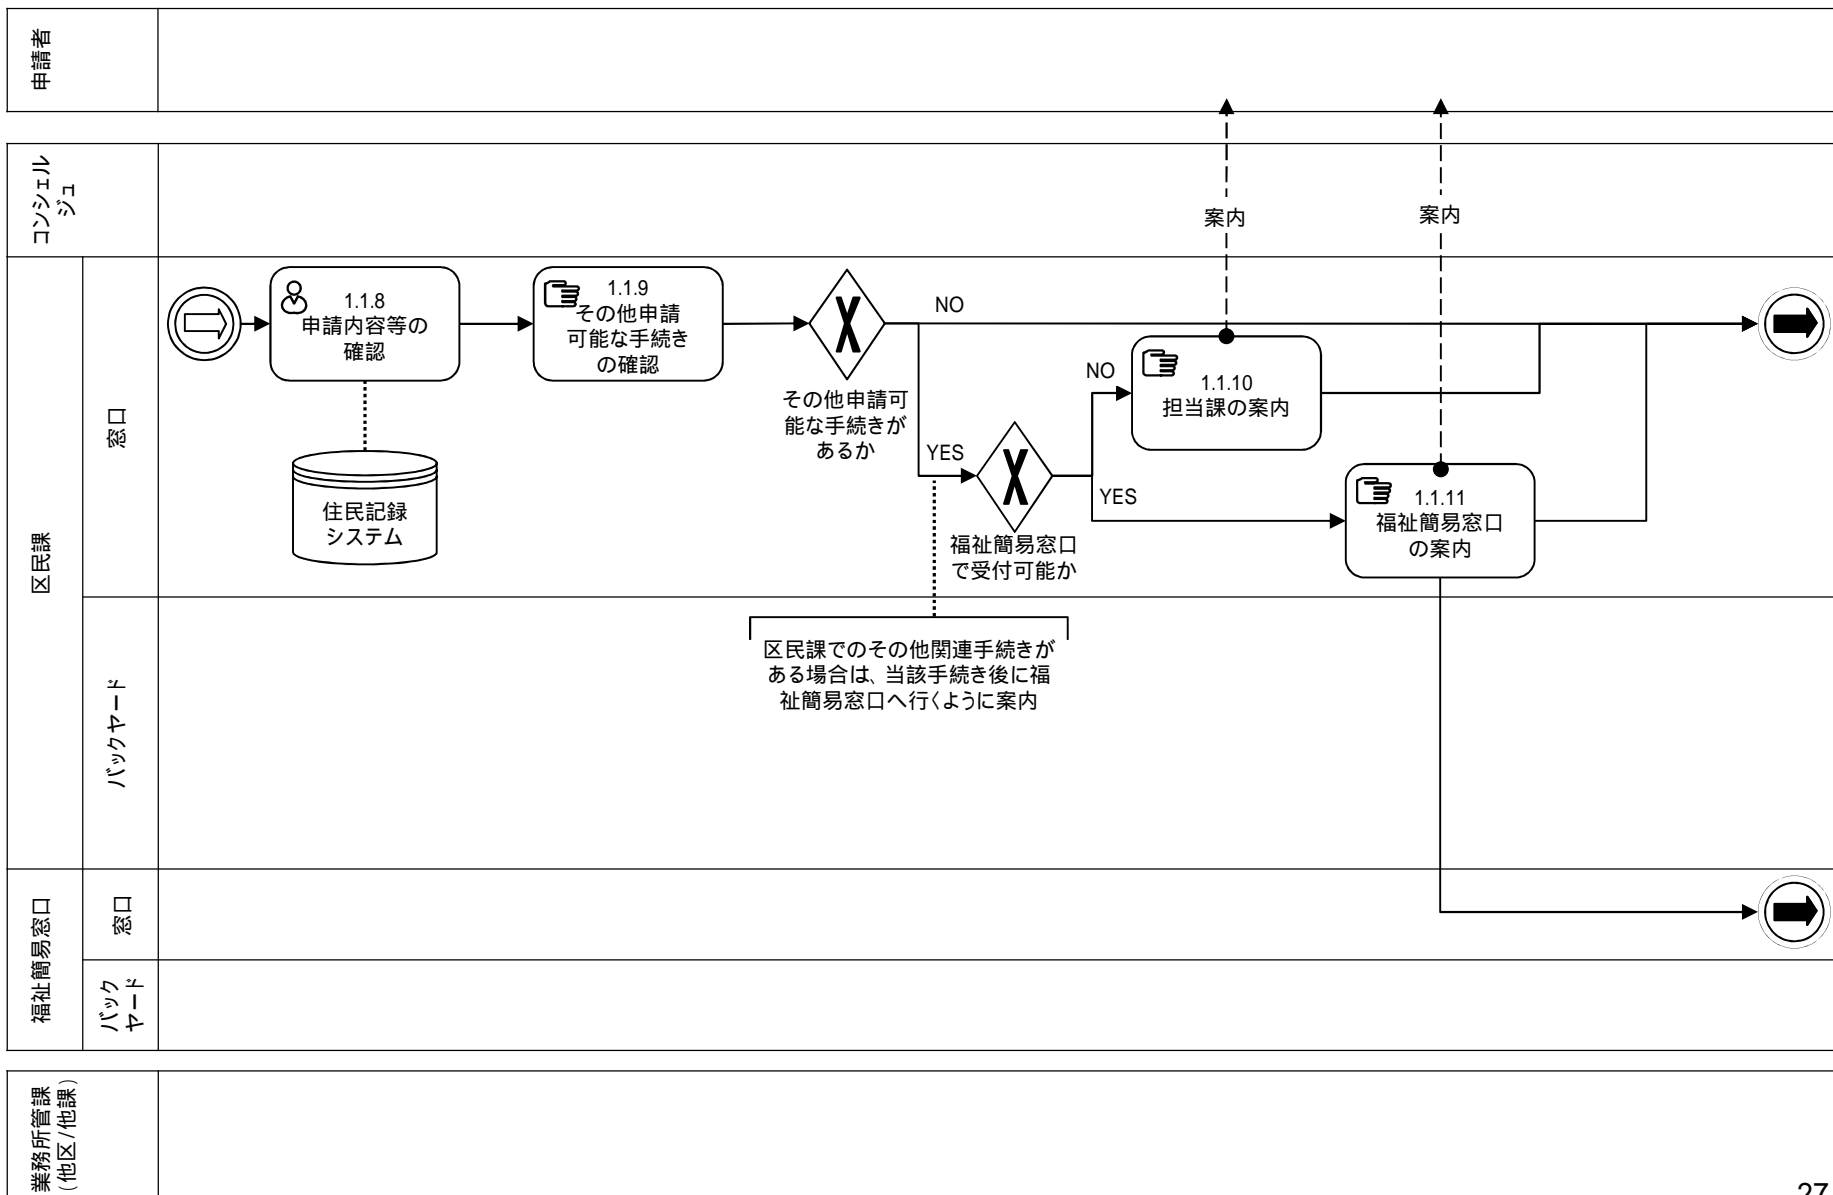 申請者
コンシェル
ジュ
案内
案内
区民課
窓口
1.1.8
申請内容等の
確認
1.1.9
その他申請
可能な手続き
の確認
NO
その他申請可
能な手続きが
あるか
YES
NO
1.1.10
担当課の案内
YES
1.1.11
福祉簡易窓口
の案内
住民記録
システム
福祉簡易窓口
で受付可能か
バックヤード
区民課でのその他関連手続きが
ある場合は、当該手続き後に福
祉簡易窓口へ行くように案内
福祉簡易窓口
窓口
バック
ヤード
業務所管課
(他区/他課)
27